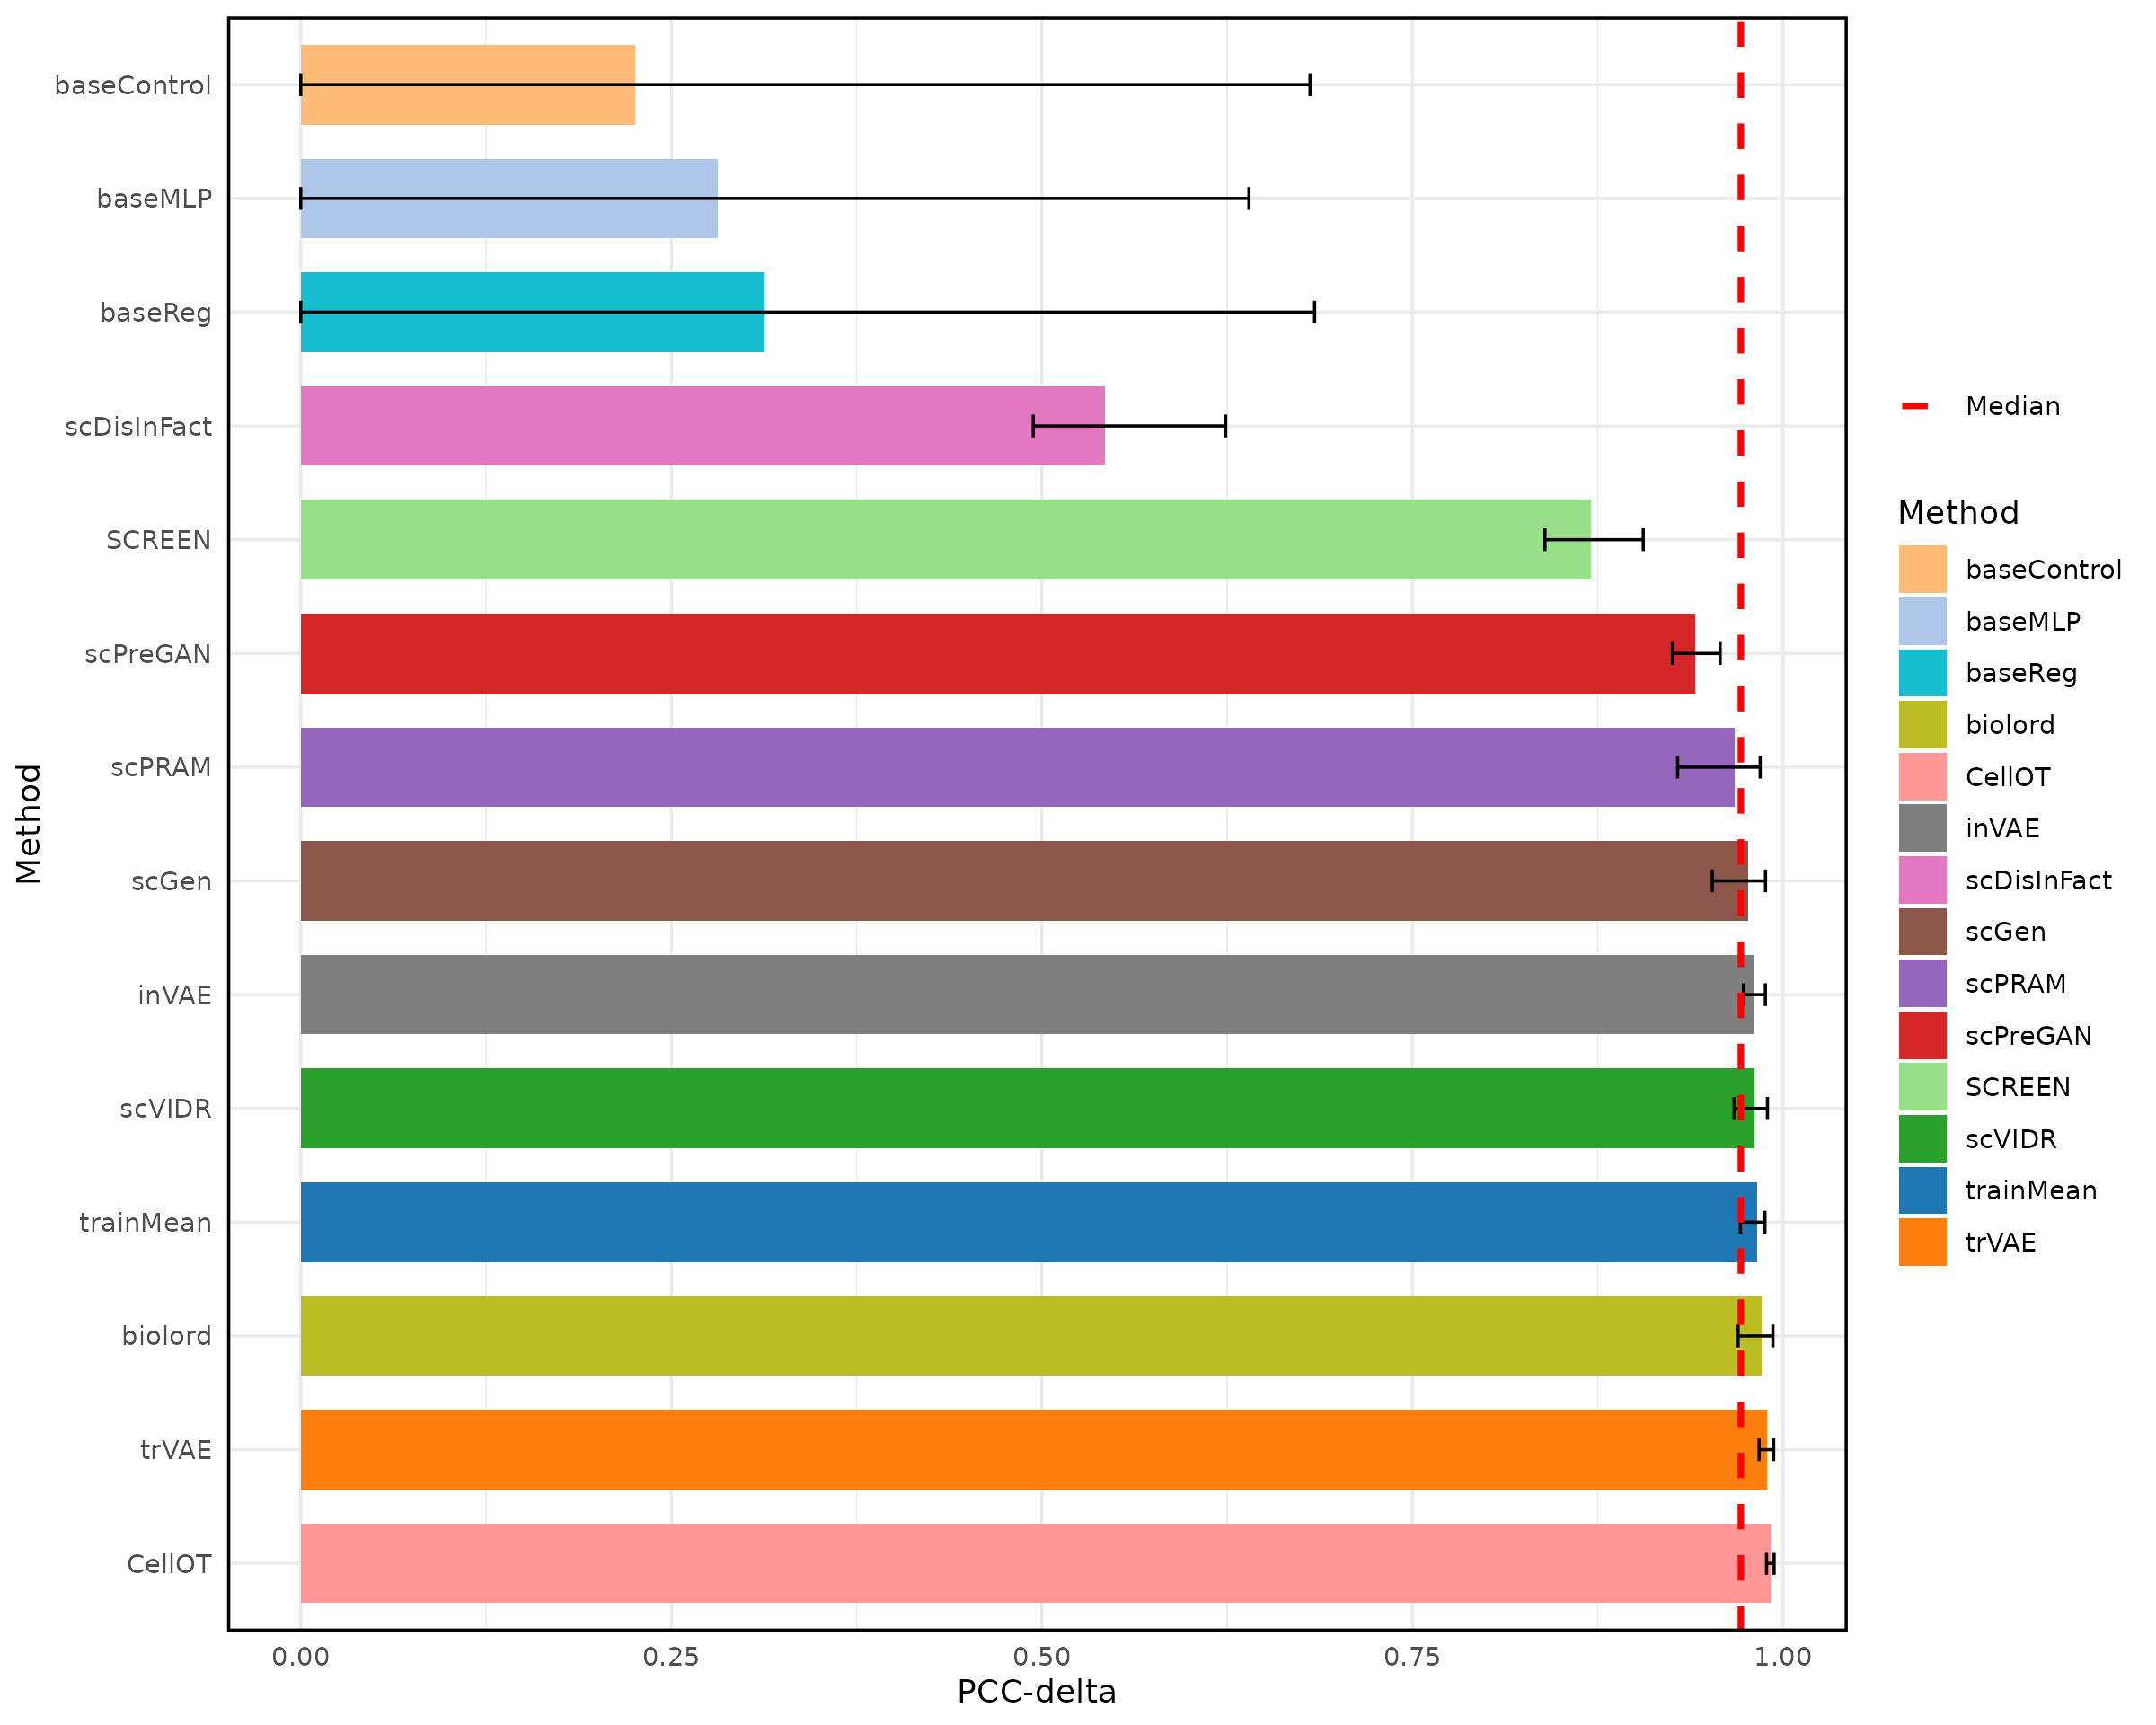 baseControl
baseMLP
baseReg
scDisInFact
SCREEN
scPreGAN
scPRAM
scGen
inVAE
scVIDR
trainMean
biolord
trVAE
CellOT
Method
0.00 0.25 0.50 0.75 1.00
PCC-delta
Median
Method
baseControl
baseMLP
baseReg
biolord
CellOT
inVAE
scDisInFact
scGen
scPRAM
scPreGAN
SCREEN
scVIDR
trainMean
trVAE